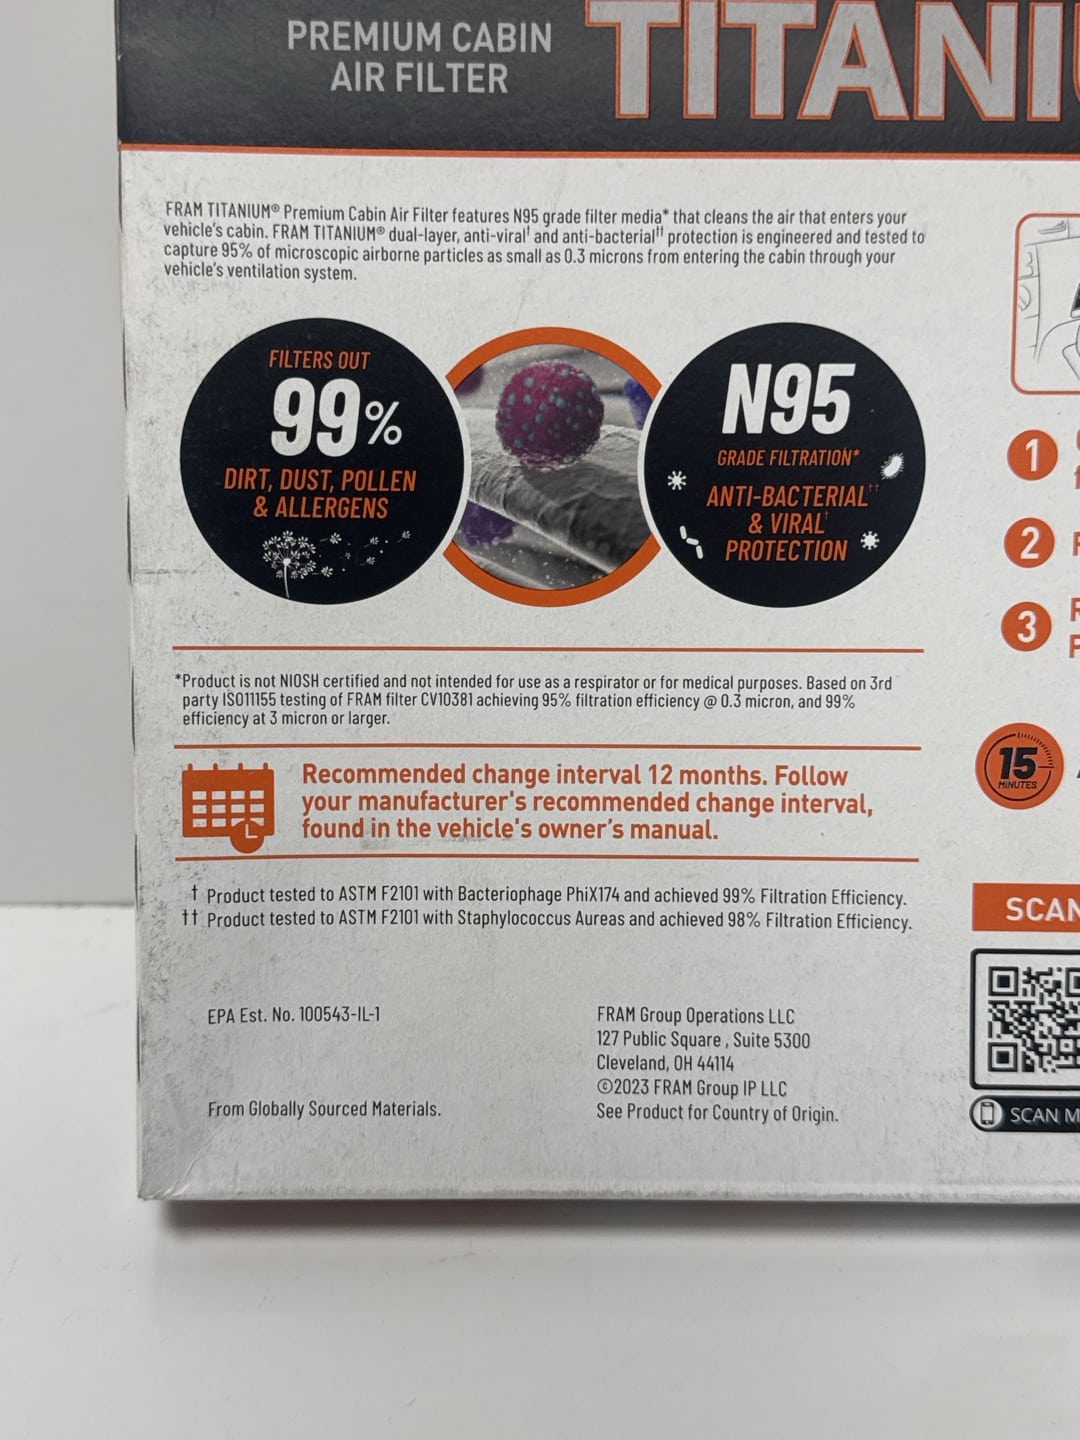 PREMIUM CABIN
AIR FILTER
FRAM TITANIUM® Premium Cabin Air Filter features N95 grade filter media* that cleans the air that enters your
vehicle's cabin. FRAM TITANIUM® dual-layer, anti-viral† and anti-bacterial†† protection is engineered and tested to
capture 95% of microscopic airborne particles as small as 0.3 microns from entering the cabin through your
vehicle's ventilation system.
FILTERS OUT
99%
DIRT, DUST, POLLEN
& ALLERGENS
N95
GRADE FILTRATION*
ANTI-BACTERIAL††
& VIRAL†
PROTECTION
*Product is not NIOSH certified and not intended for use as a respirator or for medical purposes. Based on 3rd
party ISO11155 testing of FRAM filter CV10381 achieving 95% filtration efficiency @ 0.3 micron, and 99%
efficiency at 3 micron or larger.
Recommended change interval 12 months. Follow
your manufacturer's recommended change interval,
found in the vehicle's owner's manual.
† Product tested to ASTM F2101 with Bacteriophage PhiX174 and achieved 99% Filtration Efficiency.
†† Product tested to ASTM F2101 with Staphylococcus Aureas and achieved 98% Filtration Efficiency.
EPA Est. No. 100543-IL-1
From Globally Sourced Materials.
FRAM Group Operations LLC
127 Public Square , Suite 5300
Cleveland, OH 44114
©2023 FRAM Group IP LLC
See Product for Country of Origin.
1
2
3
15
MINUTES
SCAN
SCAN